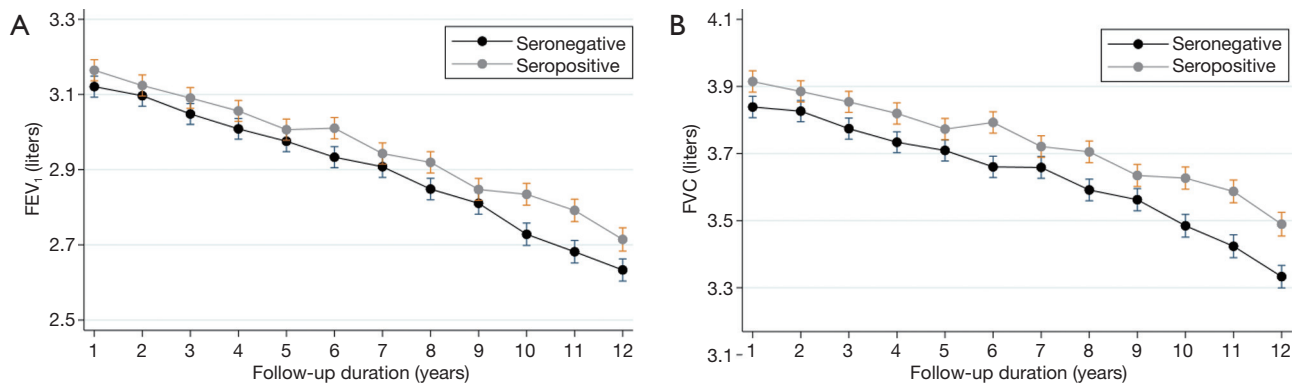 A
3.3
3.1
2.9
2.7
2.5
FEV1 (liters)
Seronegative
Seropositive
1 2 3 4 5 6 7 8 9 10 11 12
Follow-up duration (years)
B
4.1
3.9
3.7
3.5
3.3
3.1
FVC (liters)
Seronegative
Seropositive
1 2 3 4 5 6 7 8 9 10 11 12
Follow-up duration (years)